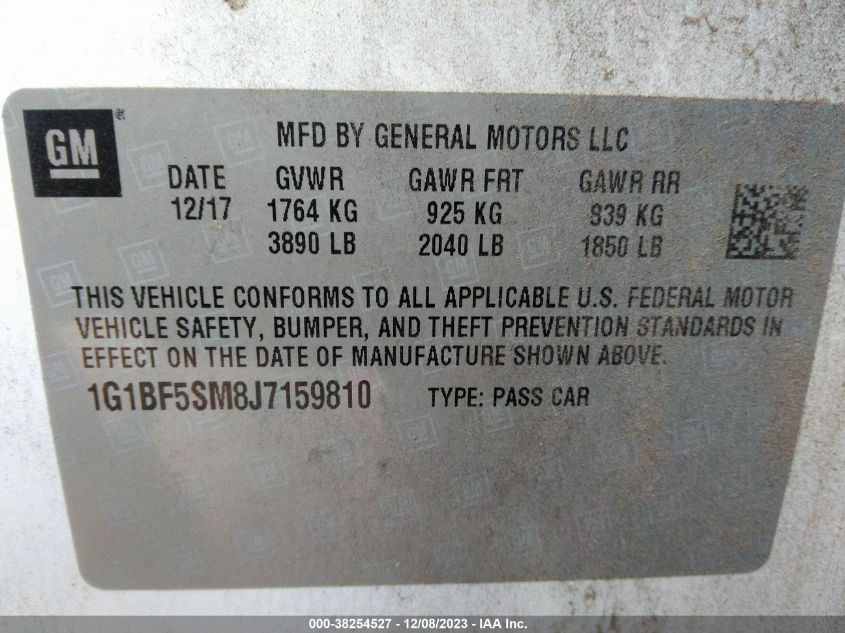 GM
MFD BY GENERAL MOTORS LLC
DATE GVWR GAWR FRT GAWR RR
12/17 1764 KG 925 KG 839 KG
3890 LB 2040 LB 1850 LB
THIS VEHICLE CONFORMS TO ALL APPLICABLE U.S. FEDERAL MOTOR
VEHICLE SAFETY, BUMPER, AND THEFT PREVENTION STANDARDS IN
EFFECT ON THE DATE OF MANUFACTURE SHOWN ABOVE.
1G1BF5SM8J7159810 TYPE: PASS CAR
000-38254527 - 12/08/2023 - IAA Inc.